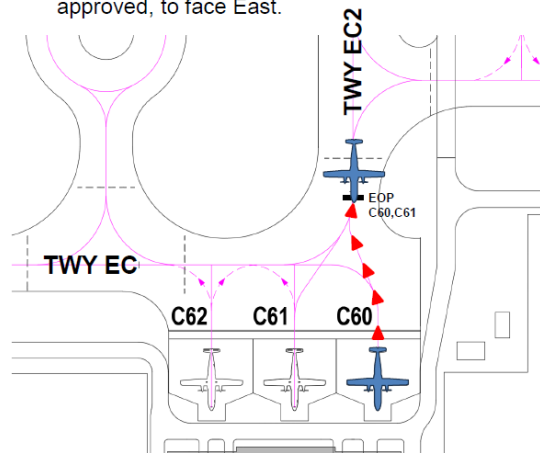 approved, to face East.
TWY EC2
EOP
C60,C61
TWY EC
C62
C61
C60